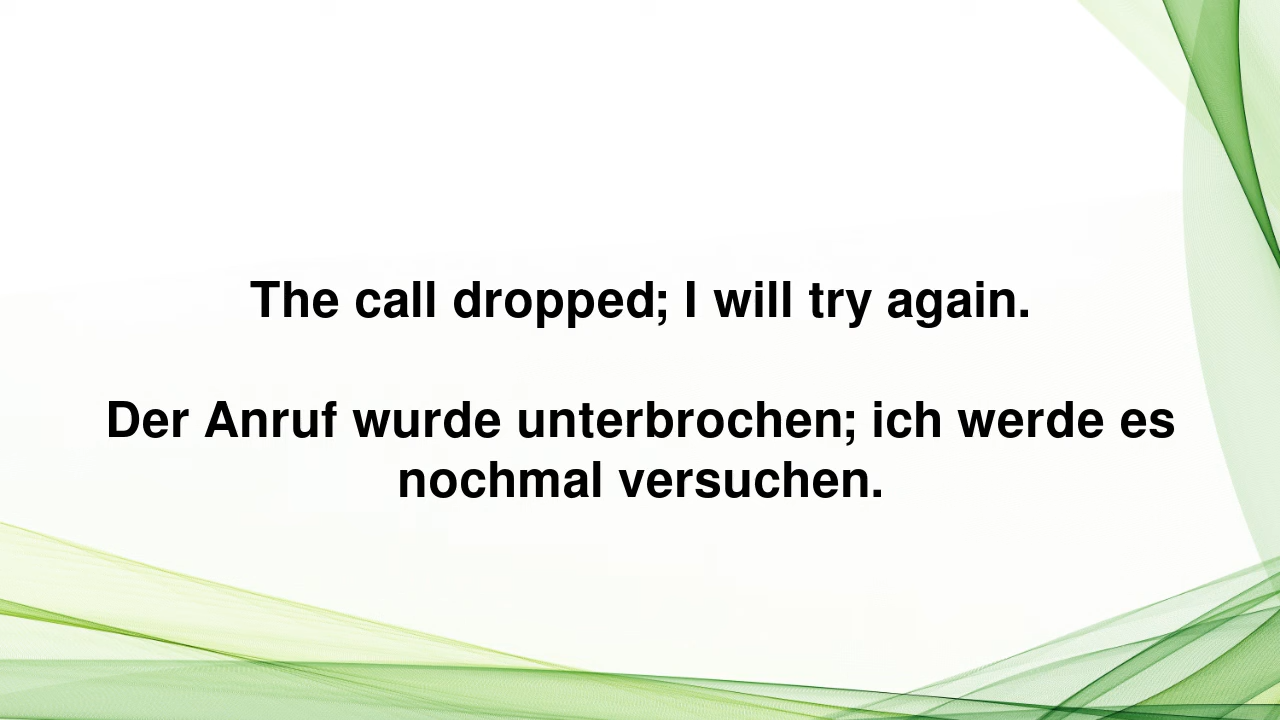 The call dropped; I will try again.
Der Anruf wurde unterbrochen; ich werde es
nochmal versuchen.